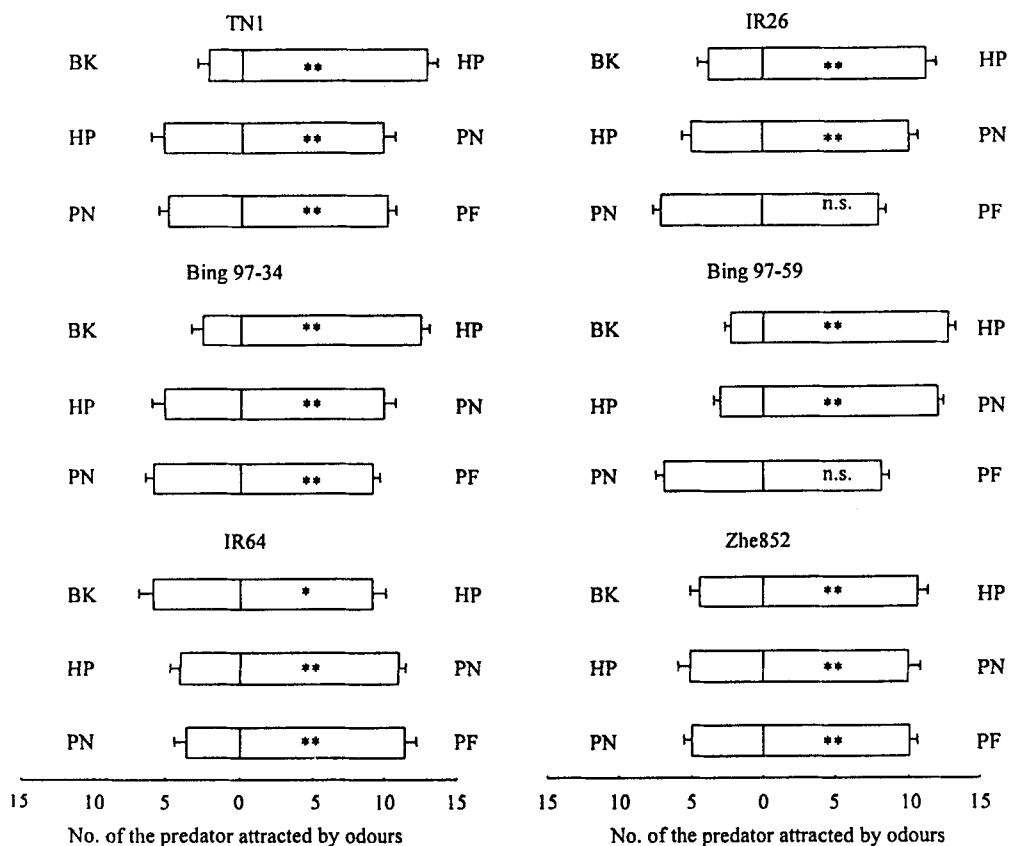 TN1
BK ** HP
HP ** PN
PN ** PF
Bing 97-34
BK ** HP
HP ** PN
PN ** PF
IR64
BK * HP
HP ** PN
PN ** PF
15 10 5 0 5 10 15
No. of the predator attracted by odours
IR26
BK ** HP
HP ** PN
PN n.s. PF
Bing 97-59
BK ** HP
HP ** PN
PN n.s. PF
Zhe852
BK ** HP
HP ** PN
PN ** PF
15 10 5 0 5 10 15
No. of the predator attracted by odours